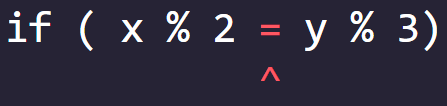 if ( x % 2 = y % 3)
^